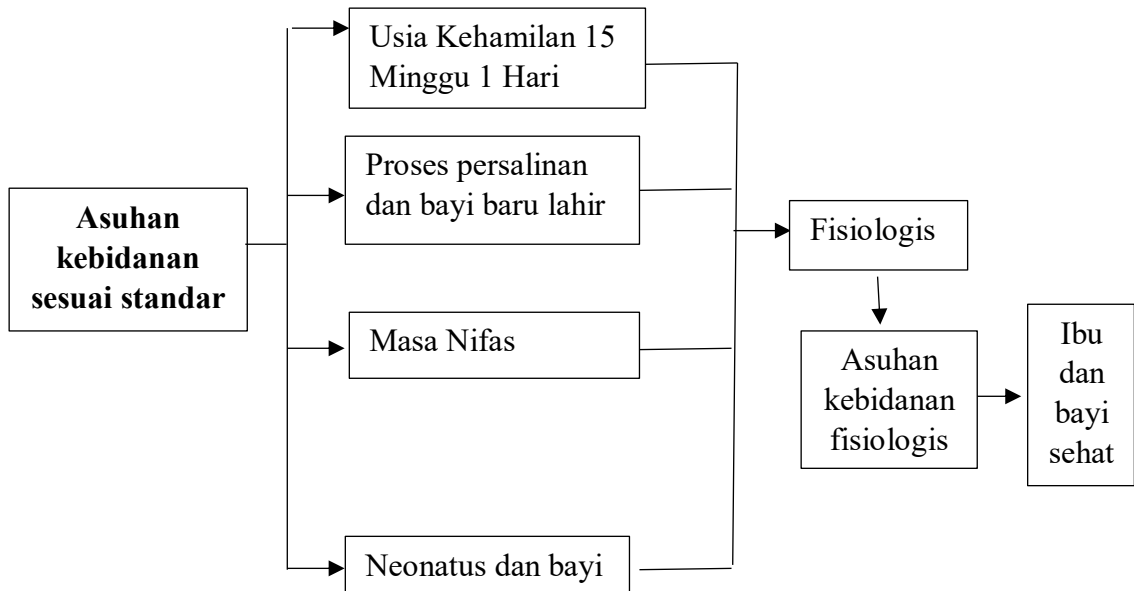 Usia Kehamilan 15
Minggu 1 Hari
Proses persalinan
dan bayi baru lahir
Asuhan
kebidanan
sesuai standar
Fisiologis
Masa Nifas
Asuhan
kebidanan
fisiologis
Ibu
dan
bayi
sehat
Neonatus dan bayi